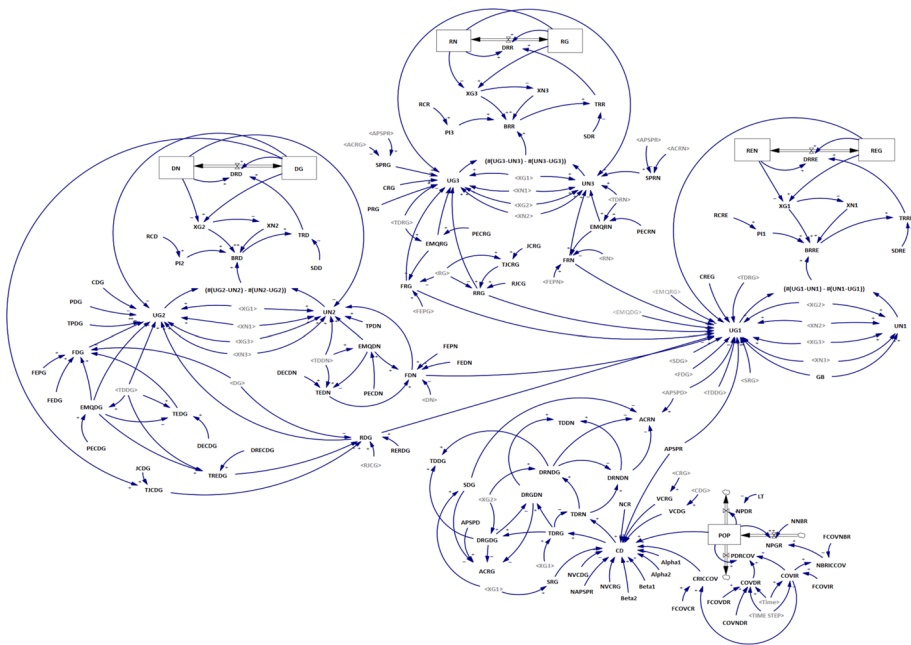 RN
RG
DRR
XG3
XN3
RCR
PI3
BRR
TRR
SDR
<APSPR>
<ACRG>
SPRG
CRG
PRG
(#(UG3-UN3) - #(UN3-UG3))
UG3
<XG1>
<XN1>
<XG2>
<XN2>
UN3
<APSPR>
<ACRN>
SPRN
<TDRN>
<TDRG>
EMQRG
PECRG
EMQRN
PECRN
<RG>
TJCRG
JCRG
RJCG
FRG
RRG
<FEPG>
FRN
<RN>
<FEPN>
<EMQRG>
<EMQDG>
REN
REG
DRRE
XG1
XN1
RCRE
PI1
BRRE
SDRE
CREG
<TDRG>
(#(UG1-UN1) - #(UN1-UG1))
<XG2>
<XN2>
<XG3>
<XN3>
GB
UG1
UN1
<SDG>
<FDG>
<TDDG>
<SRG>
<APSPD>
DN
DG
DRD
XG2
XN2
RCD
PI2
BRD
TRD
SDD
(#(UG2-UN2) - #(UN2-UG2))
CDG
PDG
TPDG
UG2
<XG1>
<XN1>
<XG3>
<XN3>
UN2
TPDN
FDG
FEPG
FEDG
<TDDG>
<DG>
<TDDN>
EMQDN
FEPN
FEDN
FDN
<DN>
DECDN
TEDN
PECDN
EMQDG
TEDG
PECDG
DECDG
DRECDG
TREDG
JCDG
TJCDG
RDG
RERDG
<RJCG>
TDDG
SDG
DRNDG
TDDN
ACRN
DRNDN
APSPR
<XG2>
DRGDN
TDRN
NCR
VCRG
<CRG>
VCDG
<CDG>
APSPD
DRGDG
TDRG
ACRG
<XG3>
<XG1>
SRG
CD
NVCDG
NAPSPR
NVCRG
Beta2
Beta1
Alpha2
Alpha1
LT
NPDR
POP
NNBR
NPGR
FCOVNBR
NBRICCOV
PDRCOV
COVDR
COVIR
FCOVIR
CRICCOV
FCOVCR
FCOVDR
COVNDR
<Time>
<TIME STEP>